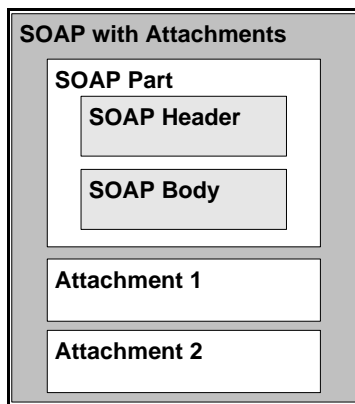 SOAP with Attachments
SOAP Part
SOAP Header
SOAP Body
Attachment 1
Attachment 2